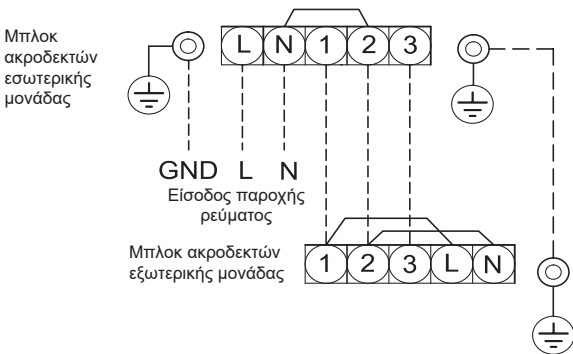 Μπλοκ
ακροδεκτών
εσωτερικής
μονάδας
L N 1 2 3
GND L N
Είσοδος παροχής
ρεύματος
Μπλοκ ακροδεκτών
εξωτερικής μονάδας
1 2 3 L N